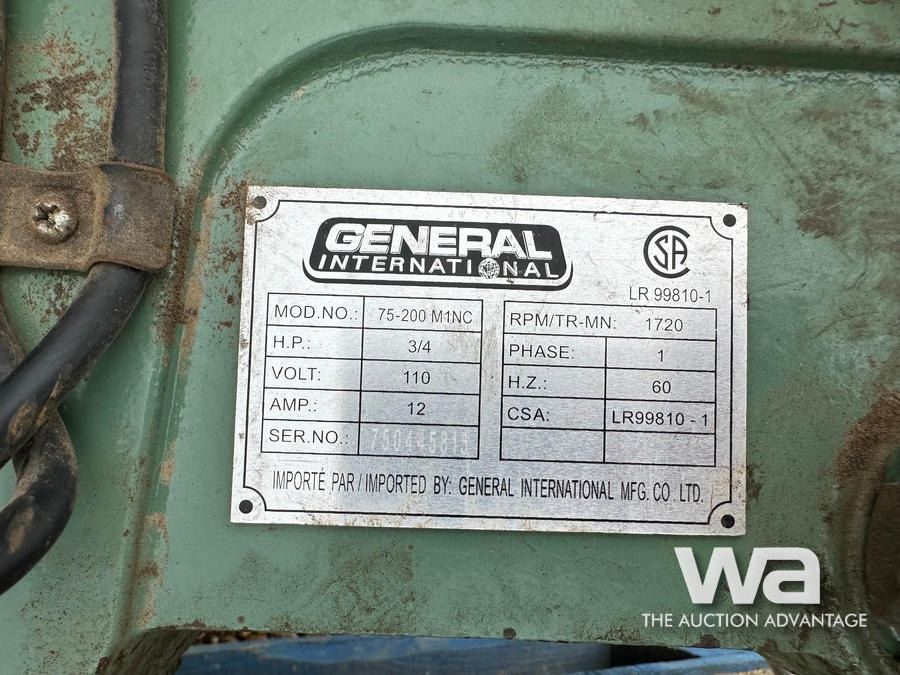 GENERAL
INTERNATIONAL
CSA
LR 99810-1
MOD.NO.: 75-200 M1NC
H.P.: 3/4
VOLT: 110
AMP.: 12
SER.NO.:
RPM/TR-MN: 1720
PHASE: 1
H.Z.: 60
CSA: LR99810 - 1
IMPORTÉ PAR / IMPORTED BY: GENERAL INTERNATIONAL MFG. CO. LTD.
wa
THE AUCTION ADVANTAGE